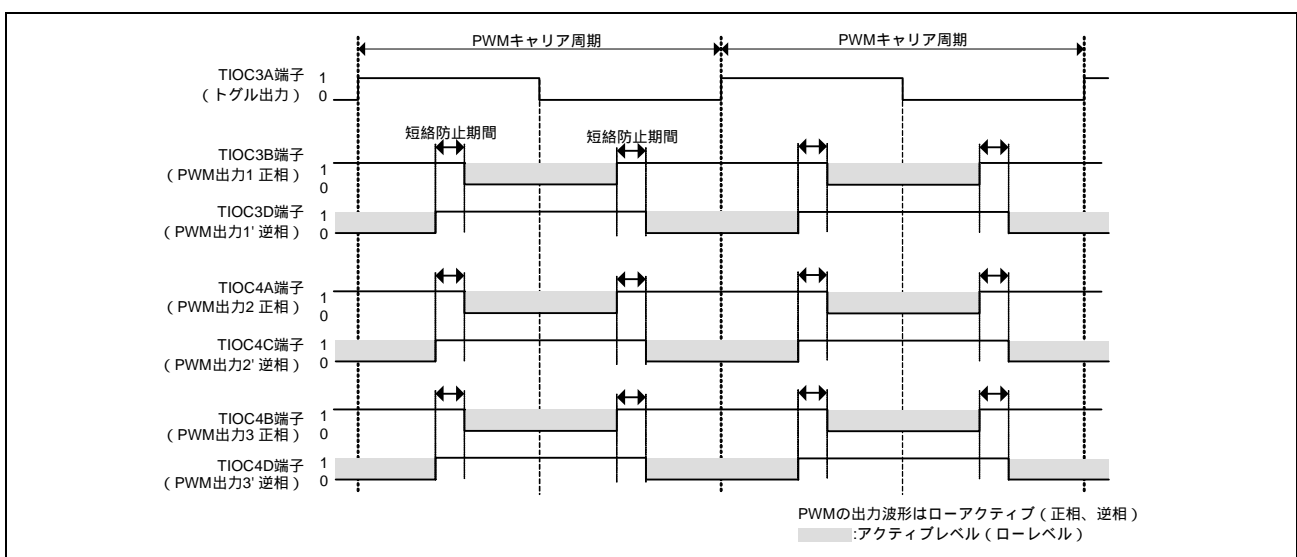 PWMキャリア周期 PWMキャリア周期
TIOC3A端子 1
(トグル出力) 0
短絡防止期間 短絡防止期間
TIOC3B端子 1
(PWM出力1 正相) 0
TIOC3D端子 1
(PWM出力1' 逆相) 0
TIOC4A端子 1
(PWM出力2 正相) 0
TIOC4C端子 1
(PWM出力2' 逆相) 0
TIOC4B端子 1
(PWM出力3 正相) 0
TIOC4D端子 1
(PWM出力3' 逆相) 0
PWMの出力波形はローアクティブ(正相、逆相)
:アクティブレベル(ローレベル)